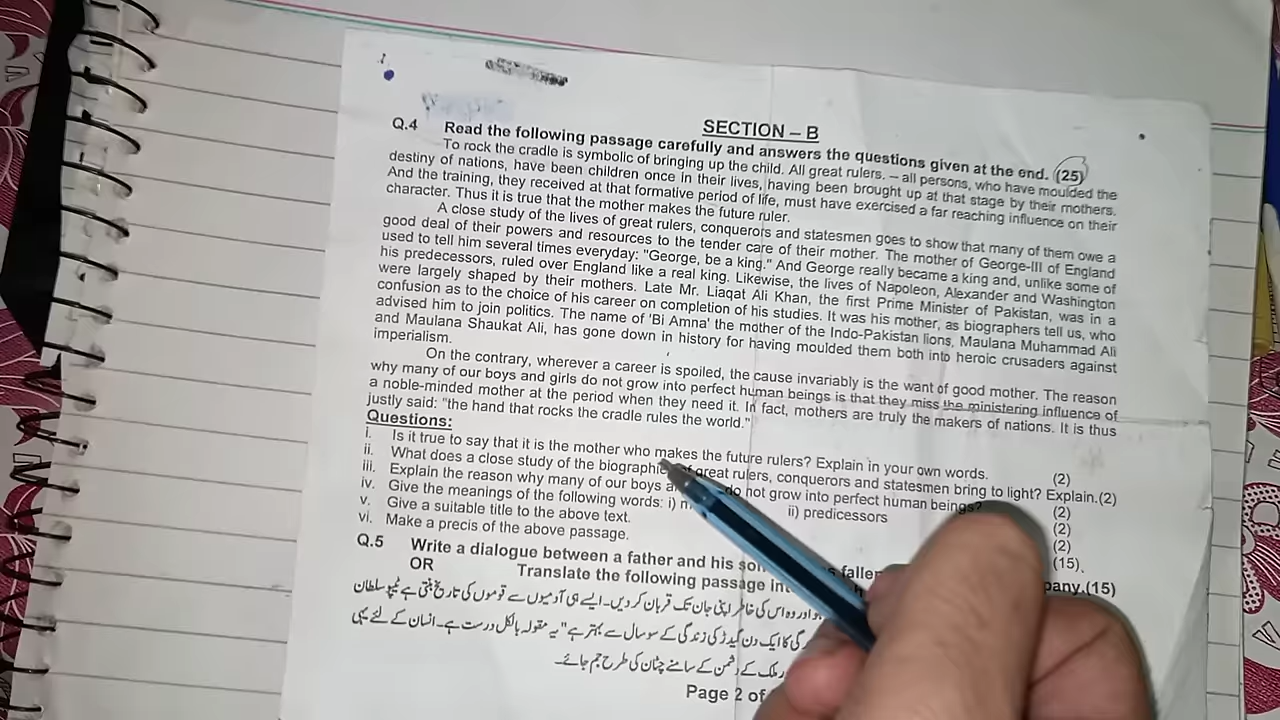 SECTION – B
Q.4 Read the following passage carefully and answers the questions given at the end. (25)
To rock the cradle is symbolic of bringing up the child. All great rulers. – all persons, who have moulded the
destiny of nations, have been children once in their lives, having been brought up at that stage by their mothers.
And the training, they received at that formative period of life, must have exercised a far reaching influence on their
character. Thus it is true that the mother makes the future ruler.
A close study of the lives of great rulers, conquerors and statesmen goes to show that many of them owe a
good deal of their powers and resources to the tender care of their mother. The mother of George-III of England
used to tell him several times everyday: "George, be a king." And George really became a king and, unlike some of
his predecessors, ruled over England like a real king. Likewise, the lives of Napoleon, Alexander and Washington
were largely shaped by their mothers. Late Mr. Liaqat Ali Khan, the first Prime Minister of Pakistan, was in a
confusion as to the choice of his career on completion of his studies. It was his mother, as biographers tell us, who
advised him to join politics. The name of 'Bi Amna' the mother of the Indo-Pakistan lions, Maulana Muhammad Ali
and Maulana Shaukat Ali, has gone down in history for having moulded them both into heroic crusaders against
imperialism.
On the contrary, wherever a career is spoiled, the cause invariably is the want of good mother. The reason
why many of our boys and girls do not grow into perfect human beings is that they miss the ministering influence of
a noble-minded mother at the period when they need it. In fact, mothers are truly the makers of nations. It is thus
justly said: "the hand that rocks the cradle rules the world."
Questions:
i. Is it true to say that it is the mother who makes the future rulers? Explain in your own words. (2)
ii. What does a close study of the biographies of great rulers, conquerors and statesmen bring to light? Explain.(2)
iii. Explain the reason why many of our boys do not grow into perfect human beings? (2)
iv. Give the meanings of the following words: i) ii) predicessors (2)
v. Give a suitable title to the above text. (2)
vi. Make a precis of the above passage. (15)
Q.5 Write a dialogue between a father and his son fallen pany.(15)
OR Translate the following passage
اور وہ اس کی خاطر اپنی جان تک قربان کر دیں۔ ایسے ہی آدمیوں سے قوموں کی تاریخ بنتی ہے ٹیپو سلطان
کا ایک دن گیدڑ کی زندگی کے سو سال سے بہتر ہے" یہ مقولہ بالکل درست ہے۔ انسان کے لئے یہی
ملک کے دشمن کے سامنے چٹان کی طرح جم جائے۔
Page 2 of